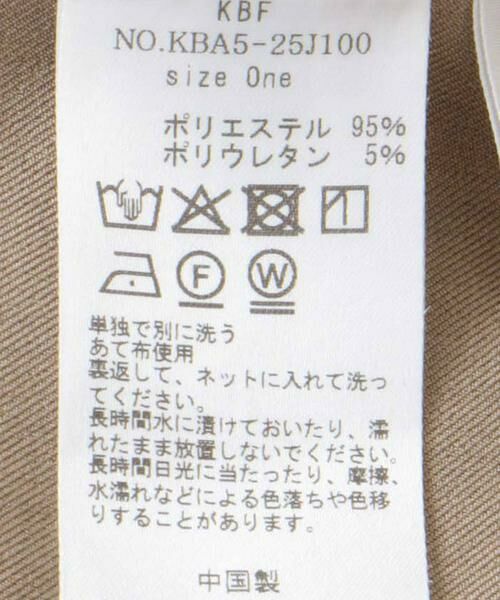 KBF
NO.KBA5-25J100
size One
ポリエステル 95%
ポリウレタン 5%
F
W
単独で別に洗う
あて布使用
裏返して、ネットに入れて洗っ
てください。
長時間水に漬けておいたり、濡
れたまま放置しないでください。
長時間日光に当たったり、摩擦、
水濡れなどによる色落ちや色移
りすることがあります。
中国製